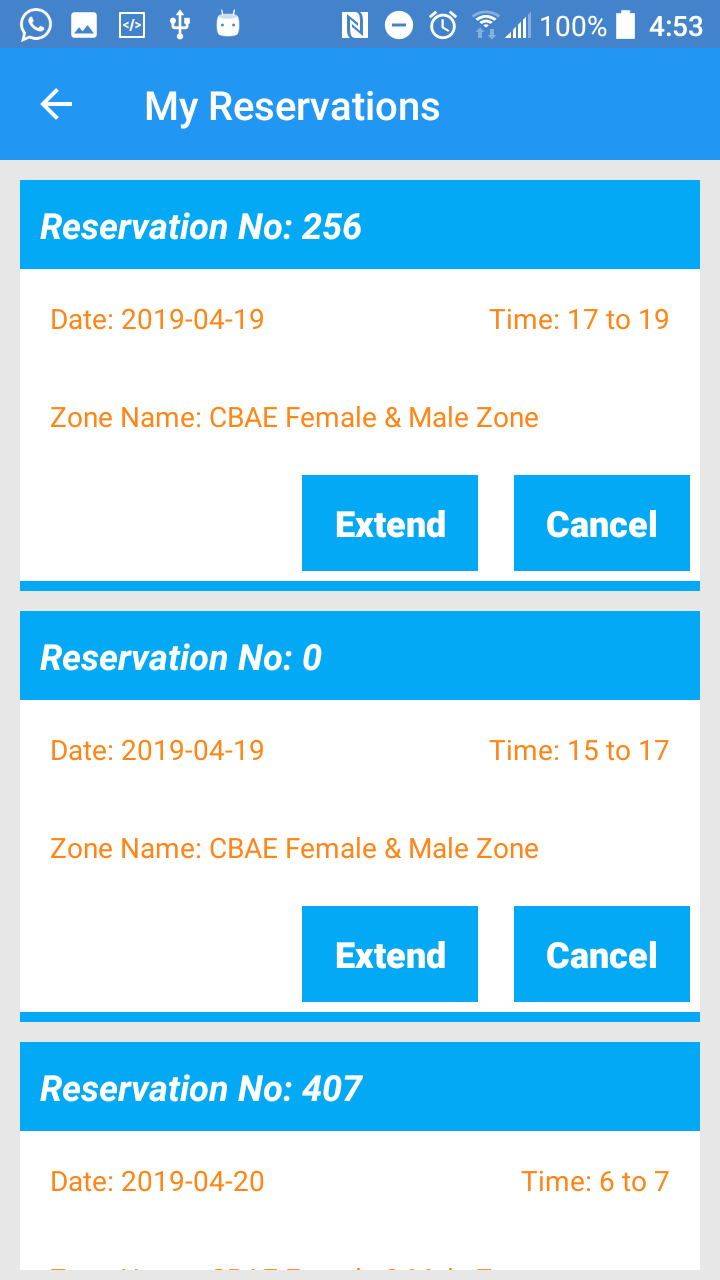 100% 4:53
My Reservations
Reservation No: 256
Date: 2019-04-19 Time: 17 to 19
Zone Name: CBAE Female & Male Zone
Extend Cancel
Reservation No: 0
Date: 2019-04-19 Time: 15 to 17
Zone Name: CBAE Female & Male Zone
Extend Cancel
Reservation No: 407
Date: 2019-04-20 Time: 6 to 7